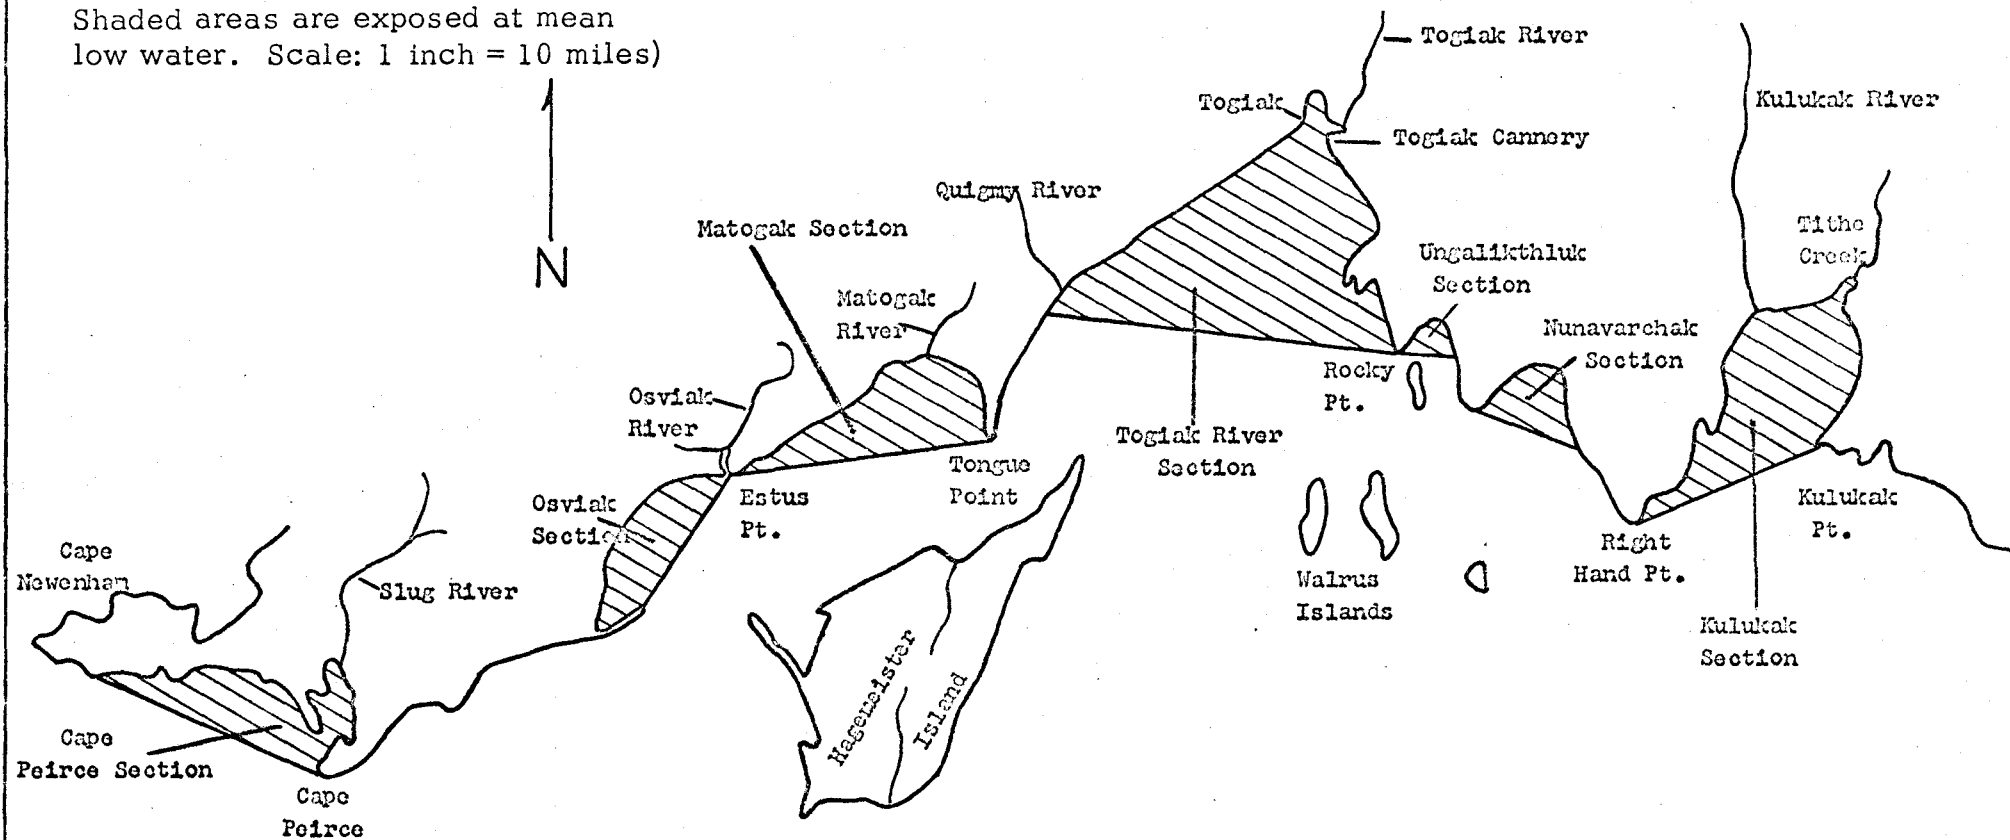 Shaded areas are exposed at mean
low water. Scale: 1 inch = 10 miles)
Togiak River
Togiak
Kulukak River
Togiak Cannery
Quigmy River
Matogak Section
N
Ungalikthluk
Section
Tithe
Creek
Matogak
River
Nunavarchak
Section
Rocky
Pt.
Osviak
River
Togiak River
Section
Tongue
Point
Estus
Pt.
Osviak
Section
Kulukak
Pt.
Right
Hand Pt.
Cape
Newenham
Slug River
Walrus
Islands
Kulukak
Section
Hagemeister
Island
Cape
Peirce Section
Cape
Peirce